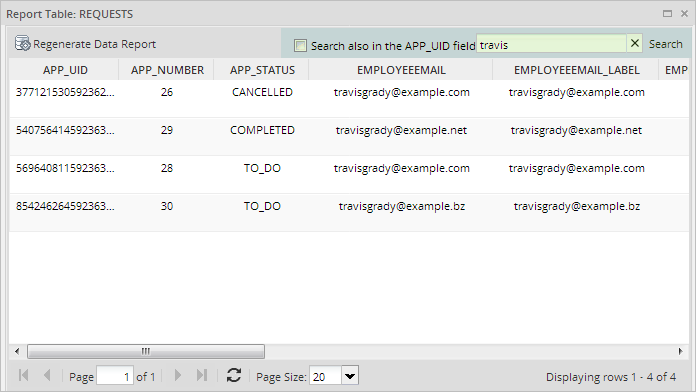 Report Table: REQUESTS
Regenerate Data Report Search also in the APP_UID field travis Search
APP_UID APP_NUMBER APP_STATUS EMPLOYEEEMAIL EMPLOYEEEMAIL_LABEL EMP
377121530592362... 26 CANCELLED travisgrady@example.com travisgrady@example.com
540756414592363... 29 COMPLETED travisgrady@example.net travisgrady@example.net
569640811592363... 28 TO_DO travisgrady@example.com travisgrady@example.com
854246264592363... 30 TO_DO travisgrady@example.bz travisgrady@example.bz
Page 1 of 1 Page Size: 20 Displaying rows 1 - 4 of 4